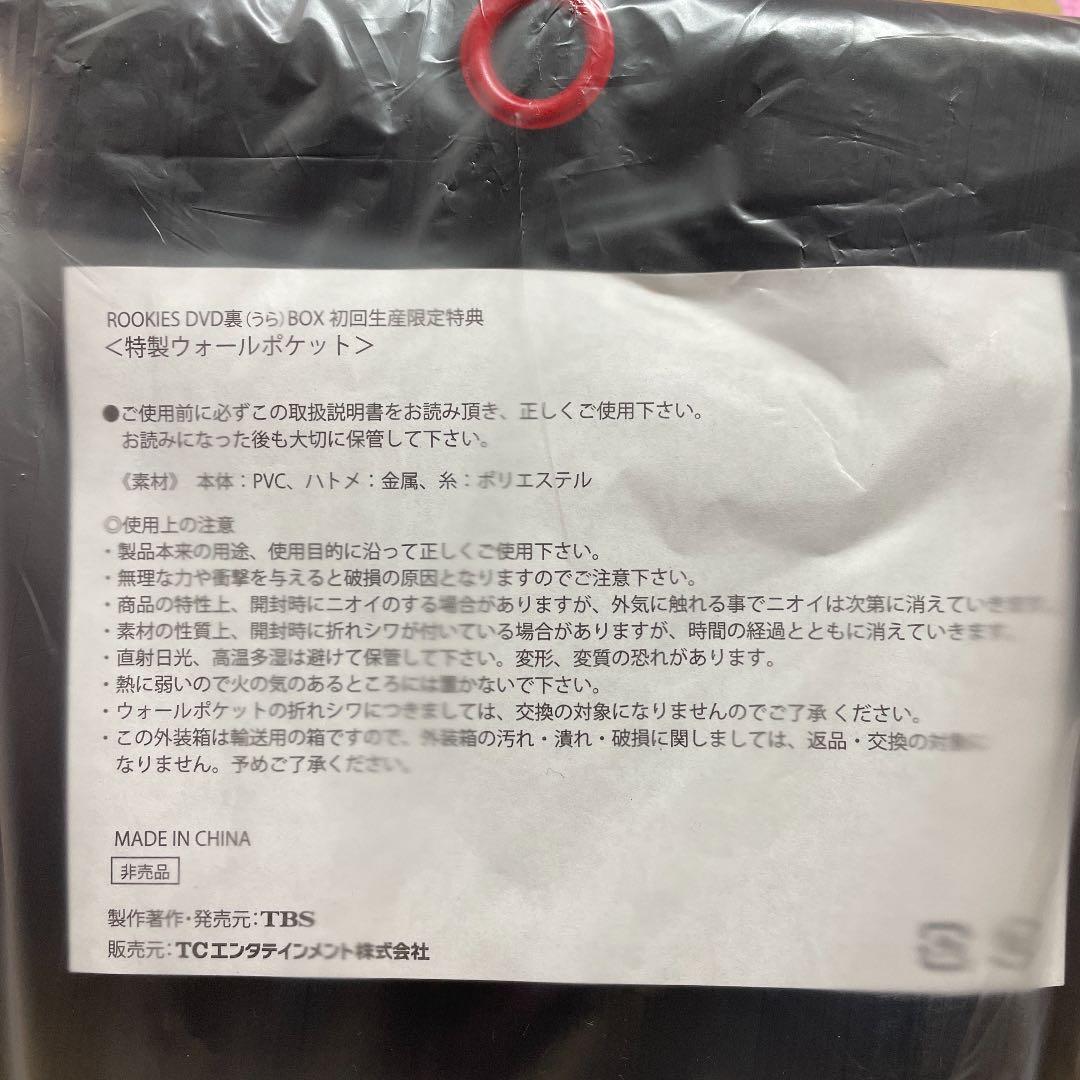 ROOKIES DVD裏(うら)BOX 初回生産限定特典
＜特製ウォールポケット＞
●ご使用前に必ずこの取扱説明書をお読み頂き、正しくご使用下さい。
お読みになった後も大切に保管して下さい。
《素材》 本体：PVC、ハトメ：金属、糸：ポリエステル
◎使用上の注意
・製品本来の用途、使用目的に沿って正しくご使用下さい。
・無理な力や衝撃を与えると破損の原因となりますのでご注意下さい。
・商品の特性上、開封時にニオイのする場合がありますが、外気に触れる事でニオイは次第に消えていきます
・素材の性質上、開封時に折れシワが付いている場合がありますが、時間の経過とともに消えていきます。
・直射日光、高温多湿は避けて保管して下さい。変形、変質の恐れがあります。
・熱に弱いので火の気のあるところには置かないで下さい。
・ウォールポケットの折れシワにつきましては、交換の対象になりませんのでご了承ください。
・この外装箱は輸送用の箱ですので、外装箱の汚れ・潰れ・破損に関しましては、返品・交換の対象に
なりません。予めご了承ください。
MADE IN CHINA
非売品
製作著作・発売元：TBS
販売元：TCエンタテインメント株式会社